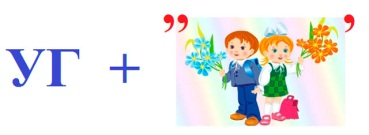 УГ + ,, ,